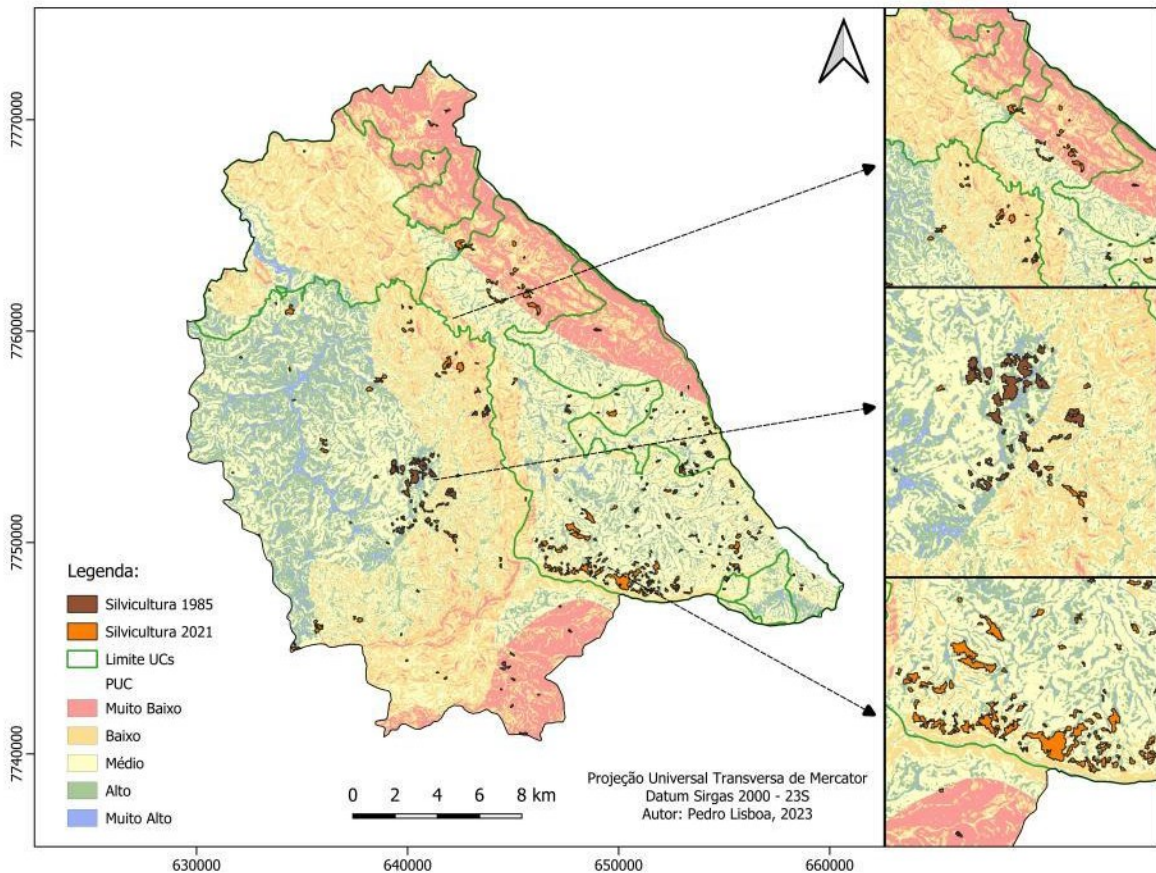 7770000
7760000
7750000
7740000
Legenda:
Silvicultura 1985
Silvicultura 2021
Limite UCs
PUC
Muito Baixo
Baixo
Médio
Alto
Muito Alto
0 2 4 6 8 km
Projeção Universal Transversa de Mercator
Datum Sirgas 2000 - 23S
Autor: Pedro Lisboa, 2023
630000 640000 650000 660000